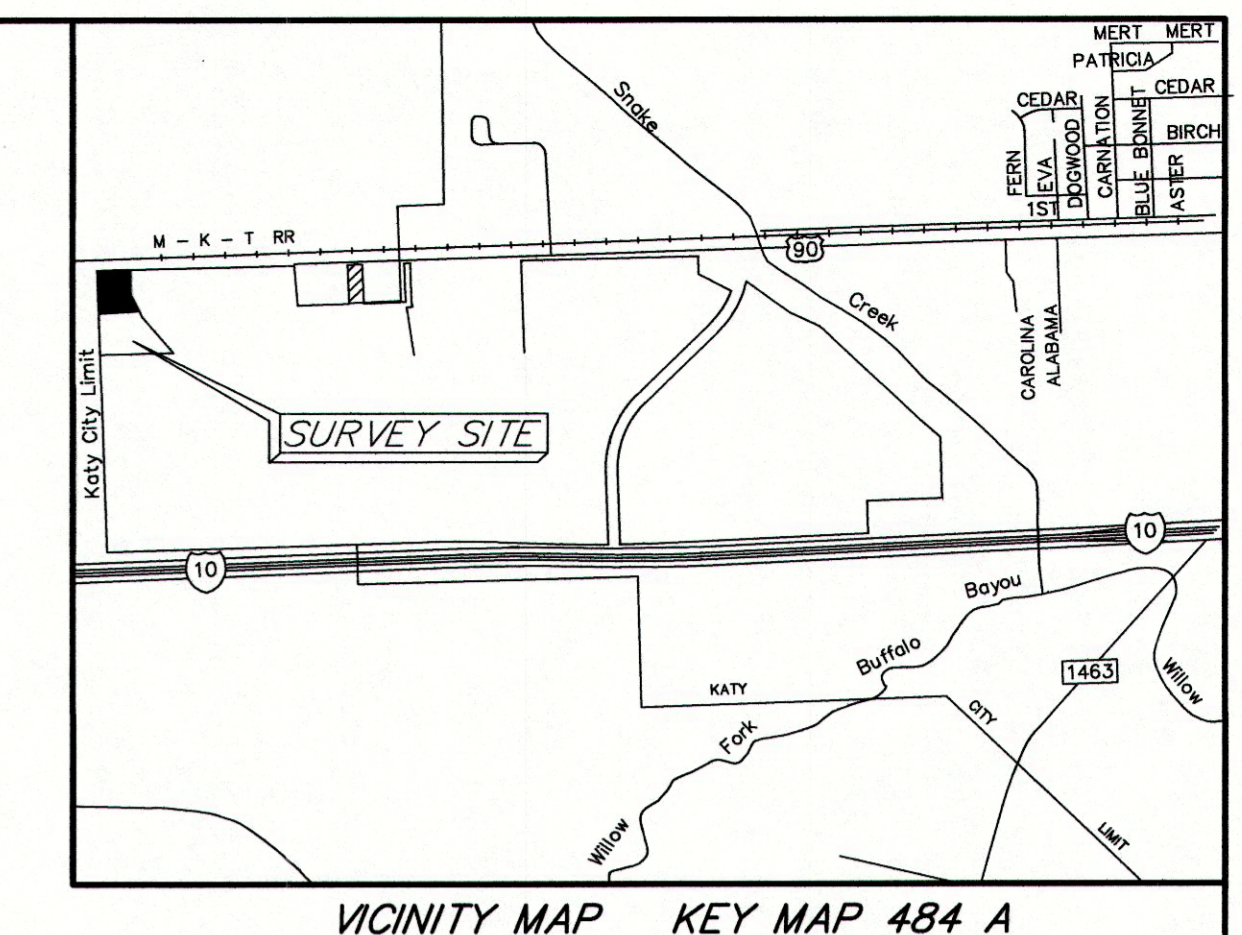 MERT MERT
PATRICIA
CEDAR
CEDAR
BIRCH
FERN
EVA
DOGWOOD
CARNATION
BLUE BONNET
ASTER
1ST
Snake
M - K - T RR
90
Creek
CAROLINA
ALABAMA
Katy City Limit
SURVEY SITE
10
10
Bayou
Buffalo
1463
Willow
KATY
CITY
Fork
Willow
LIMIT
VICINITY MAP KEY MAP 484 A